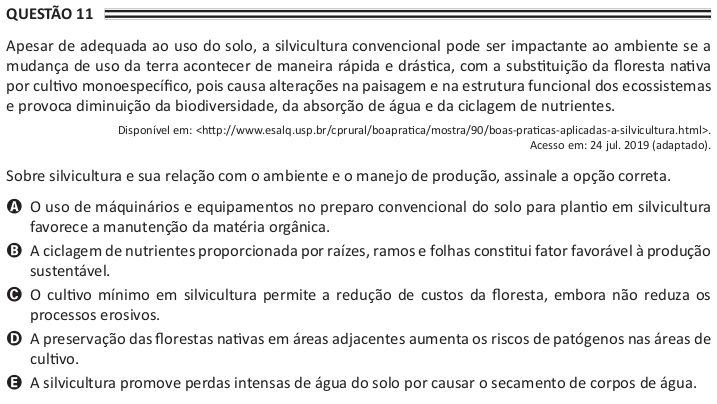 QUESTÃO 11
Apesar de adequada ao uso do solo, a silvicultura convencional pode ser impactante ao ambiente se a
mudança de uso da terra acontecer de maneira rápida e drástica, com a substituição da floresta nativa
por cultivo monoespecífico, pois causa alterações na paisagem e na estrutura funcional dos ecossistemas
e provoca diminuição da biodiversidade, da absorção de água e da ciclagem de nutrientes.
Disponível em: <http://www.esalq.usp.br/cprural/boapratica/mostra/90/boas-praticas-aplicadas-a-silvicultura.html>.
Acesso em: 24 jul. 2019 (adaptado).
Sobre silvicultura e sua relação com o ambiente e o manejo de produção, assinale a opção correta.
A O uso de máquinários e equipamentos no preparo convencional do solo para plantio em silvicultura
favorece a manutenção da matéria orgânica.
B A ciclagem de nutrientes proporcionada por raízes, ramos e folhas constitui fator favorável à produção
sustentável.
C O cultivo mínimo em silvicultura permite a redução de custos da floresta, embora não reduza os
processos erosivos.
D A preservação das florestas nativas em áreas adjacentes aumenta os riscos de patógenos nas áreas de
cultivo.
E A silvicultura promove perdas intensas de água do solo por causar o secamento de corpos de água.